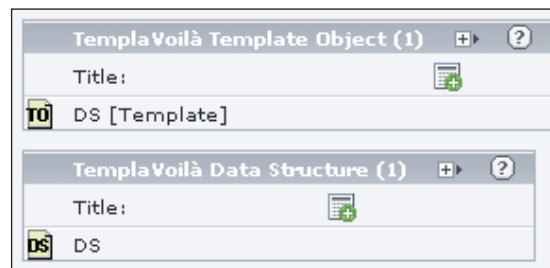 TemplaVoilà Template Object (1) ?
Title:
TO DS [Template]
TemplaVoilà Data Structure (1) ?
Title:
DS DS